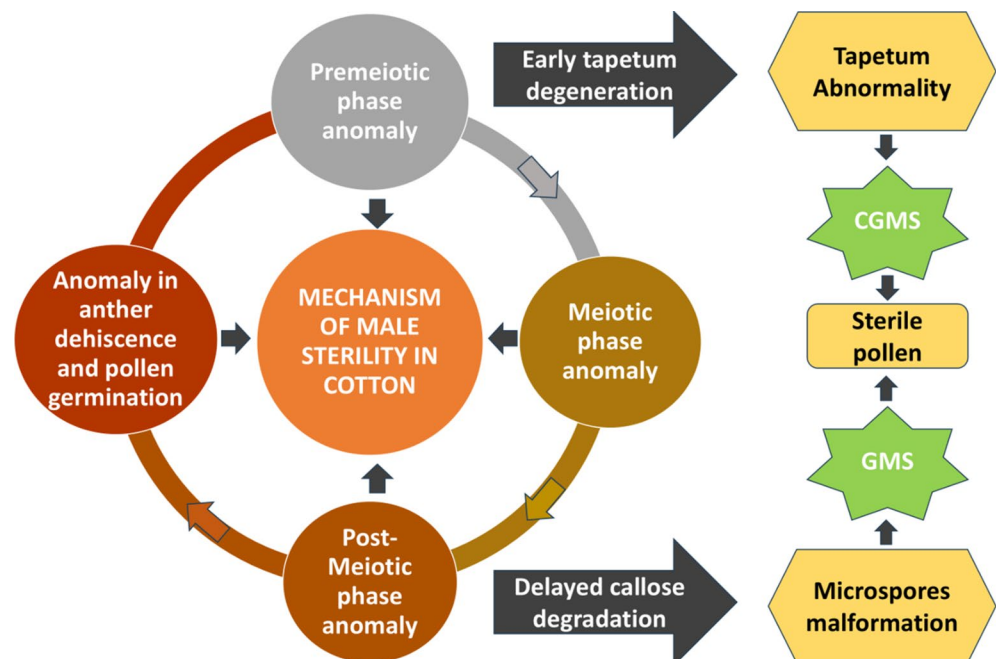 Premeiotic
phase
anomaly
Early tapetum
degeneration
Tapetum
Abnormality
CGMS
Anomaly in
anther
dehiscence
and pollen
germination
MECHANISM
OF MALE
STERILITY IN
COTTON
Meiotic
phase
anomaly
Sterile
pollen
GMS
Post-
Meiotic
phase
anomaly
Delayed callose
degradation
Microspores
malformation